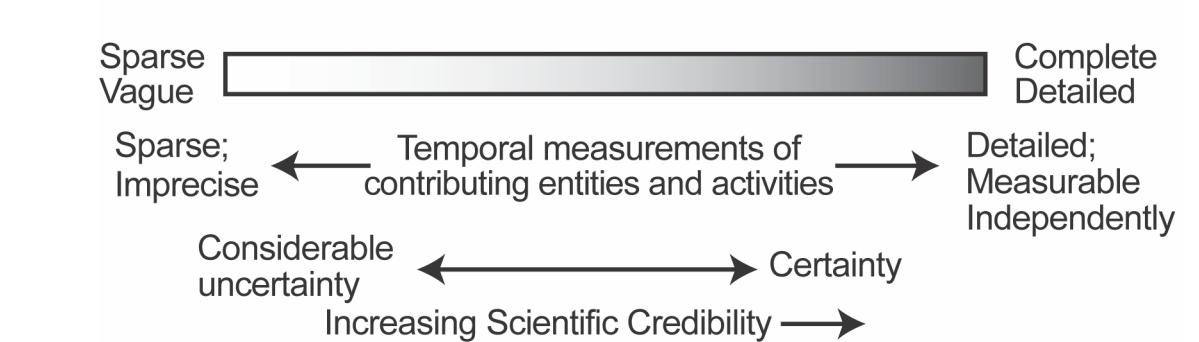 Sparse
Vague
Complete
Detailed
Sparse;
Imprecise
Temporal measurements of
contributing entities and activities
Detailed;
Measurable
Independently
Considerable
uncertainty
Certainty
Increasing Scientific Credibility